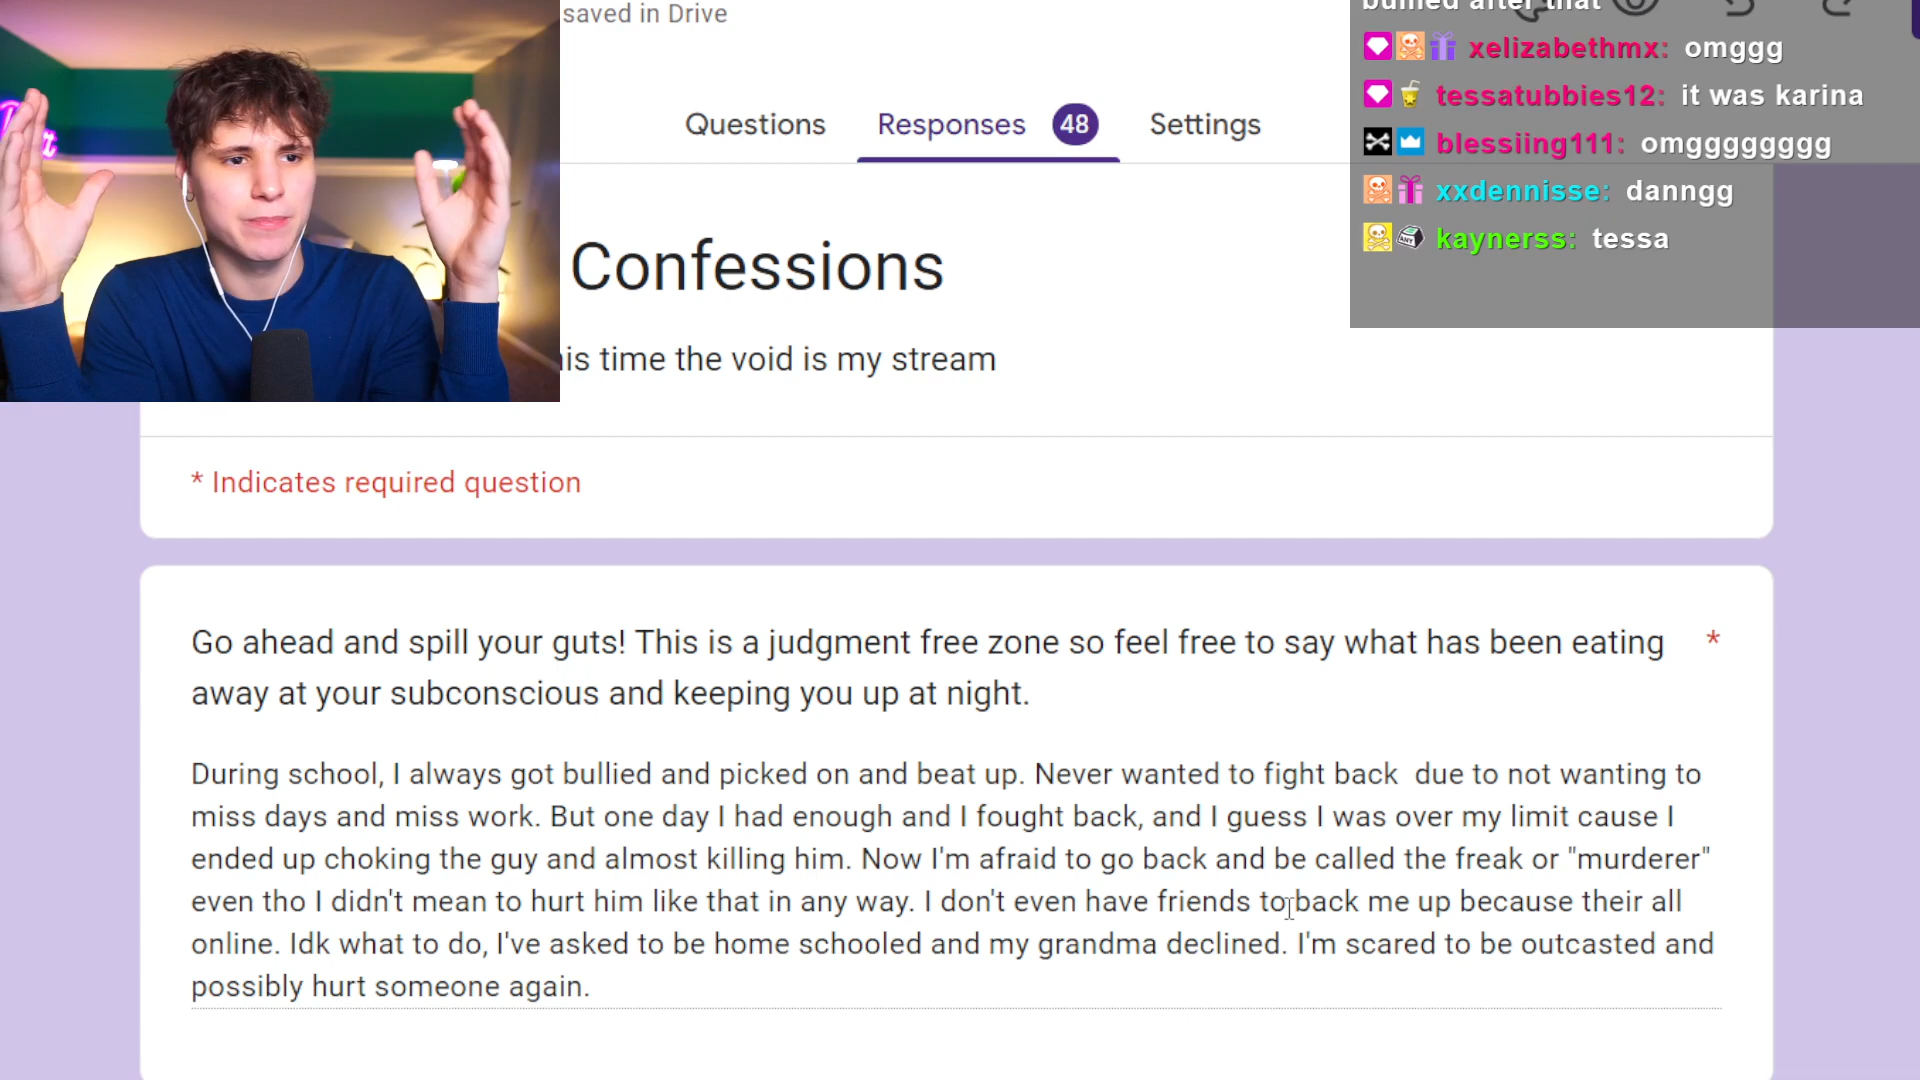 saved in Drive
Questions Responses 48 Settings
Confessions
his time the void is my stream
* Indicates required question
Go ahead and spill your guts! This is a judgment free zone so feel free to say what has been eating *
away at your subconscious and keeping you up at night.
During school, I always got bullied and picked on and beat up. Never wanted to fight back  due to not wanting to
miss days and miss work. But one day I had enough and I fought back, and I guess I was over my limit cause I
ended up choking the guy and almost killing him. Now I'm afraid to go back and be called the freak or "murderer"
even tho I didn't mean to hurt him like that in any way. I don't even have friends to back me up because their all
online. Idk what to do, I've asked to be home schooled and my grandma declined. I'm scared to be outcasted and
possibly hurt someone again.
bullied after that
xelizabethmx: omggg
tessatubbies12: it was karina
blessiing111: omgggggggg
xxdennisse: danngg
kaynerss: tessa